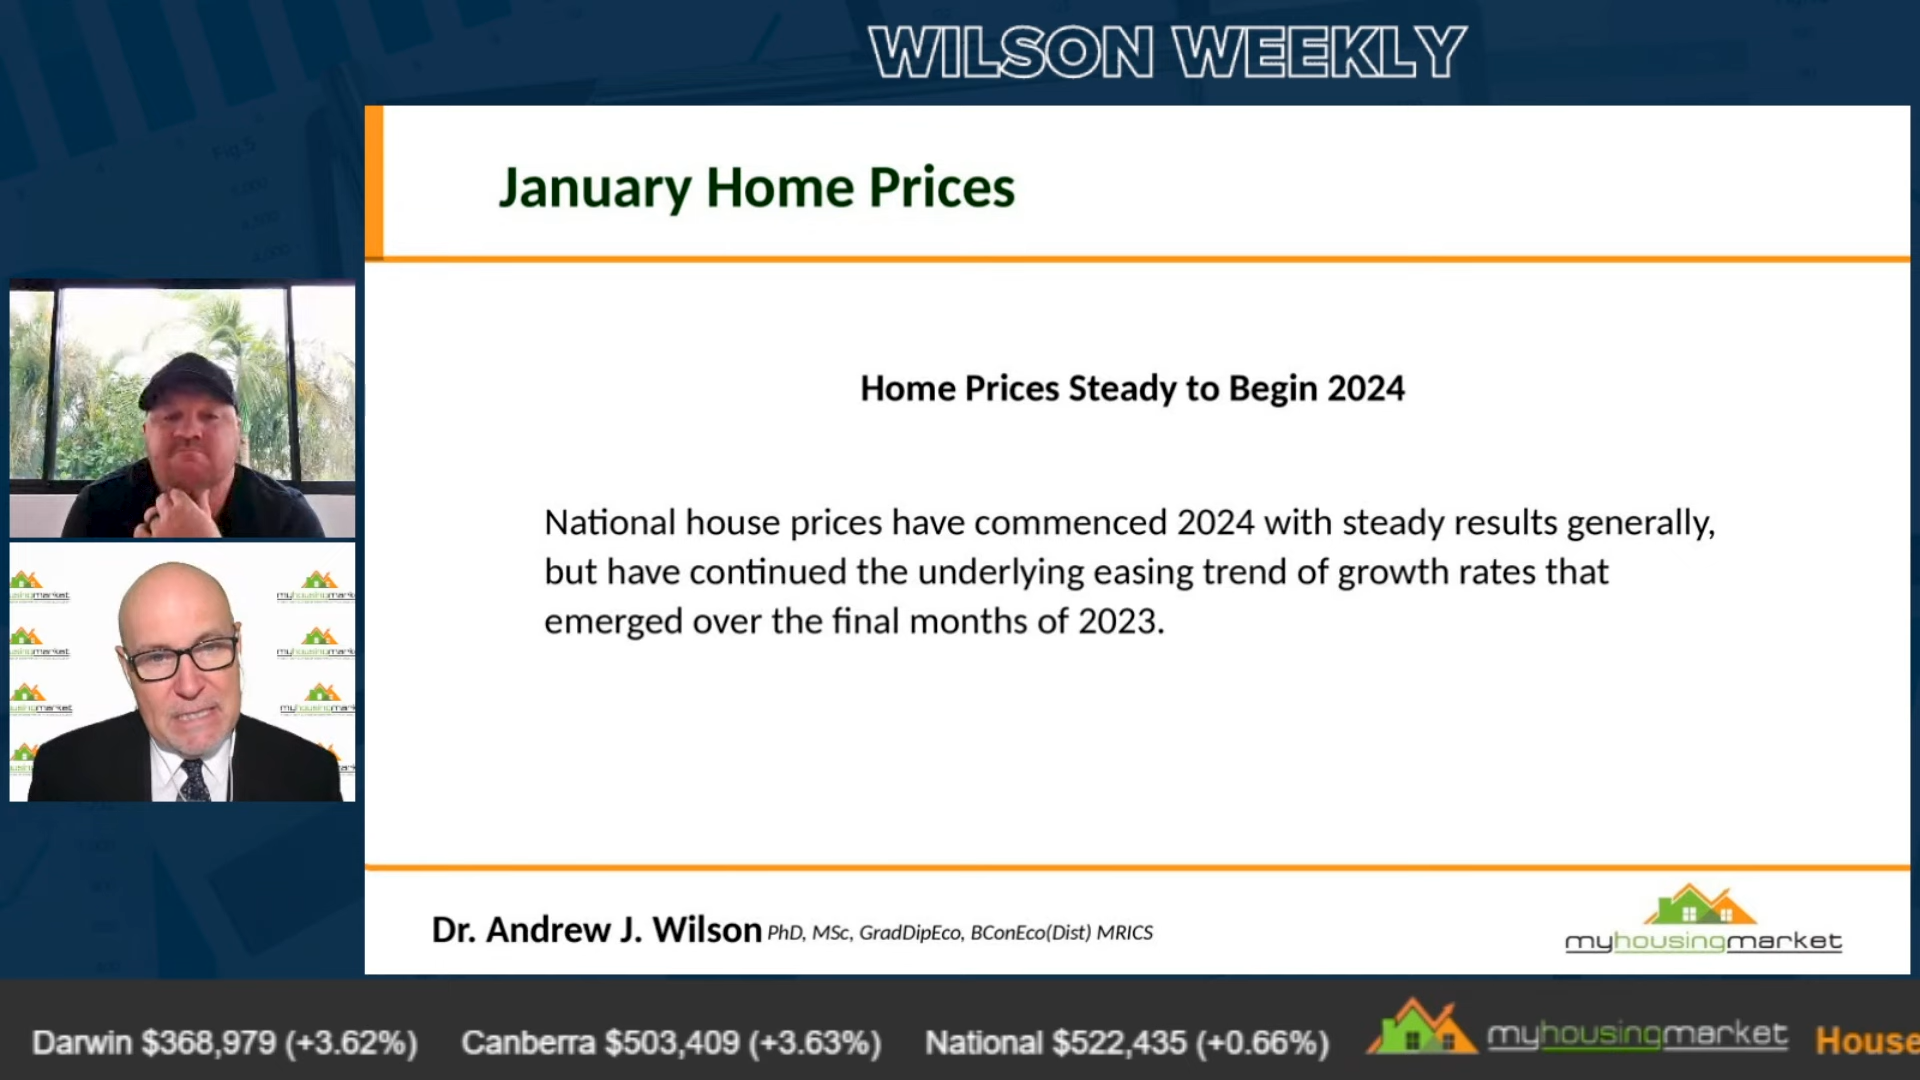 WILSON WEEKLY
January Home Prices
Home Prices Steady to Begin 2024
National house prices have commenced 2024 with steady results generally,
but have continued the underlying easing trend of growth rates that
emerged over the final months of 2023.
Dr. Andrew J. Wilson PhD, MSc, GradDipEco, BConEco(Dist) MRICS
myhousingmarket
Darwin $368,979 (+3.62%) Canberra $503,409 (+3.63%) National $522,435 (+0.66%) myhousingmarket House